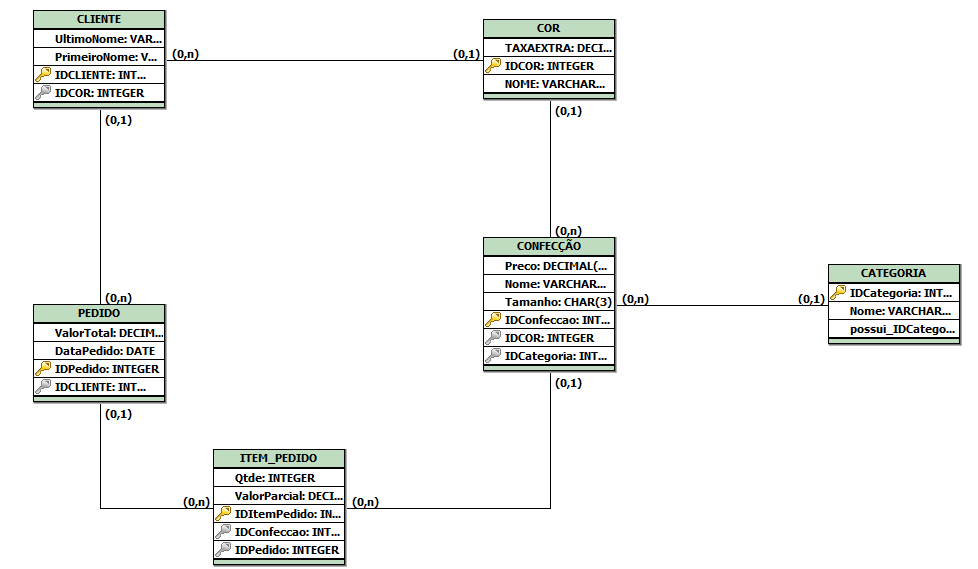 CLIENTE
UltimoNome: VAR...
PrimeiroNome: V...
IDCLIENTE: INT...
IDCOR: INTEGER
(0,n)
(0,1)
COR
TAXAEXTRA: DECI...
IDCOR: INTEGER
NOME: VARCHAR...
(0,1)
(0,1)
(0,n)
CONFECÇÃO
Preco: DECIMAL(...
Nome: VARCHAR...
Tamanho: CHAR(3)
IDConfeccao: INT...
IDCOR: INTEGER
IDCategoria: INT...
(0,n)
(0,1)
CATEGORIA
IDCategoria: INT...
Nome: VARCHAR...
possui_IDCatego...
(0,n)
PEDIDO
ValorTotal: DECIM...
DataPedido: DATE
IDPedido: INTEGER
IDCLIENTE: INT...
(0,1)
(0,1)
(0,n)
ITEM_PEDIDO
Qtde: INTEGER
ValorParcial: DECI...
IDItemPedido: IN...
IDConfeccao: INT...
IDPedido: INTEGER
(0,n)